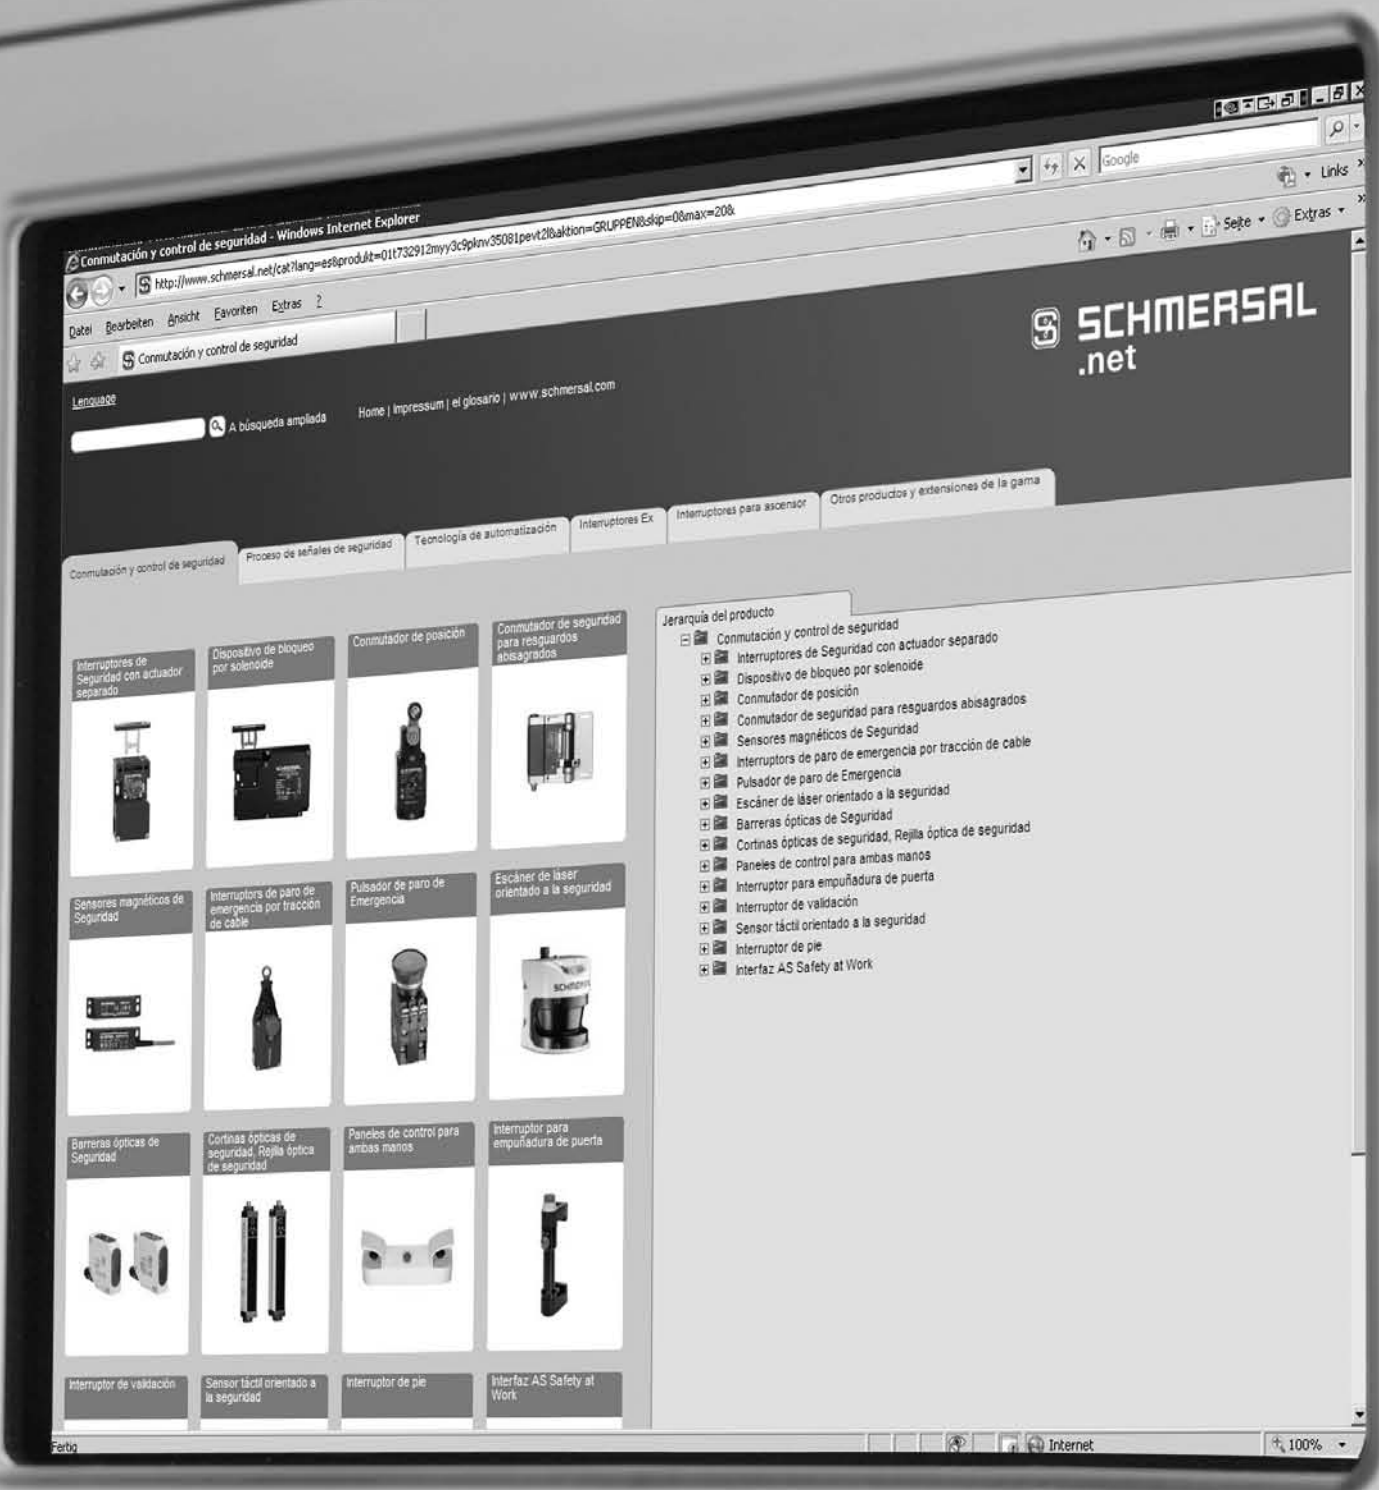 Conmutación y control de seguridad - Windows Internet Explorer
http://www.schmersal.net/cat?lang=es&produkt=01t732912myy3c9pknv35081pevt2l&aktion=GRUPPEN&skip=0&max=20&
Google
Links
Datei Bearbeiten Ansicht Favoriten Extras ?
Conmutación y control de seguridad
Seite Extras
SCHMERSAL
.net
Lenguage
A búsqueda ampliada
Home | Impressum | el glosario | www.schmersal.com
Conmutación y control de seguridad
Proceso de señales de seguridad
Tecnología de automatización
Interruptores Ex
Interruptores para ascensor
Otros productos y extensiones de la gama
Interruptores de
Seguridad con actuador
separado
Dispositivo de bloqueo
por solenoide
Conmutador de posición
Conmutador de seguridad
para resguardos
abisagrados
Sensores magnéticos de
Seguridad
Interruptors de paro de
emergencia por tracción
de cable
Pulsador de paro de
Emergencia
Escáner de láser
orientado a la seguridad
SCHMERSAL
Barreras ópticas de
Seguridad
Cortinas ópticas de
seguridad, Rejilla óptica
de seguridad
Paneles de control para
ambas manos
Interruptor para
empuñadura de puerta
Interruptor de validación
Sensor táctil orientado a
la seguridad
Interruptor de pie
Interfaz AS Safety at
Work
Jerarquía del producto
Conmutación y control de seguridad
Interruptores de Seguridad con actuador separado
Dispositivo de bloqueo por solenoide
Conmutador de posición
Conmutador de seguridad para resguardos abisagrados
Sensores magnéticos de Seguridad
Interruptors de paro de emergencia por tracción de cable
Pulsador de paro de Emergencia
Escáner de láser orientado a la seguridad
Barreras ópticas de Seguridad
Cortinas ópticas de seguridad, Rejilla óptica de seguridad
Paneles de control para ambas manos
Interruptor para empuñadura de puerta
Interruptor de validación
Sensor táctil orientado a la seguridad
Interruptor de pie
Interfaz AS Safety at Work
Fertig
Internet
100%